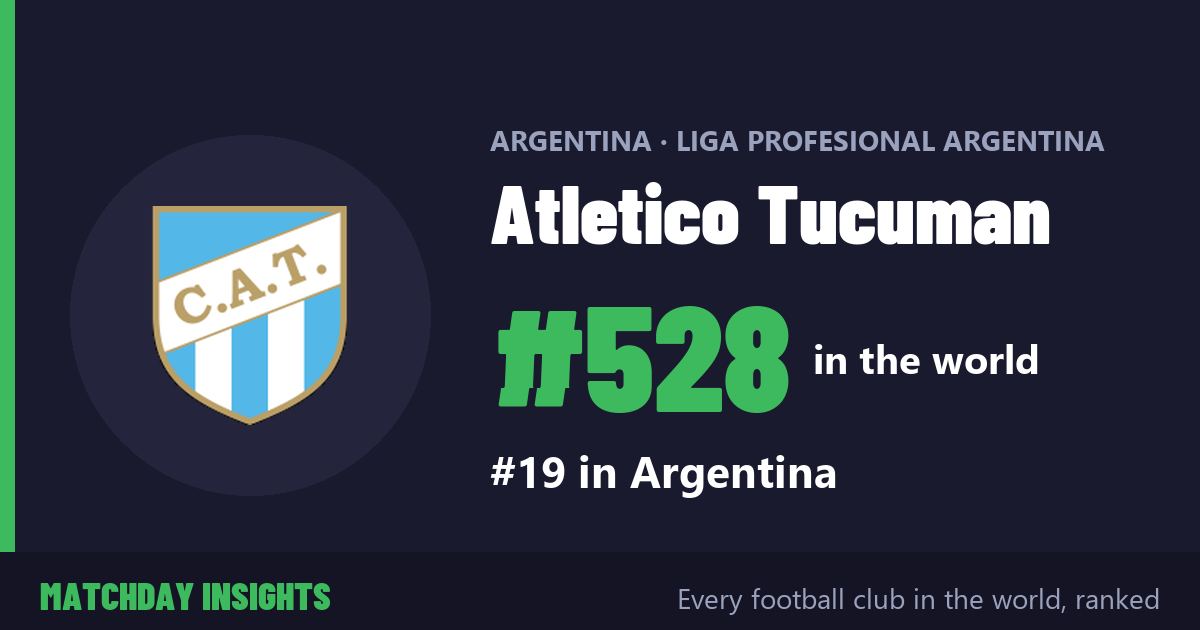 ARGENTINA · LIGA PROFESIONAL ARGENTINA
Atletico Tucuman
C.A.T.
#528 in the world
#19 in Argentina
MATCHDAY INSIGHTS
Every football club in the world, ranked